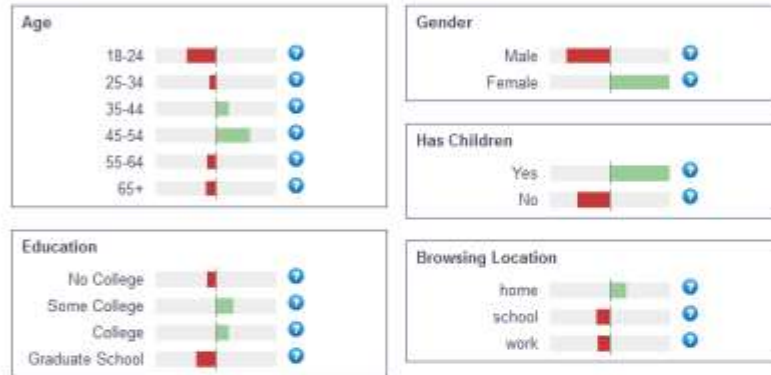 Age
18-24
25-34
35-44
45-54
55-64
65+
Education
No College
Some College
College
Graduate School
Gender
Male
Female
Has Children
Yes
No
Browsing Location
home
school
work